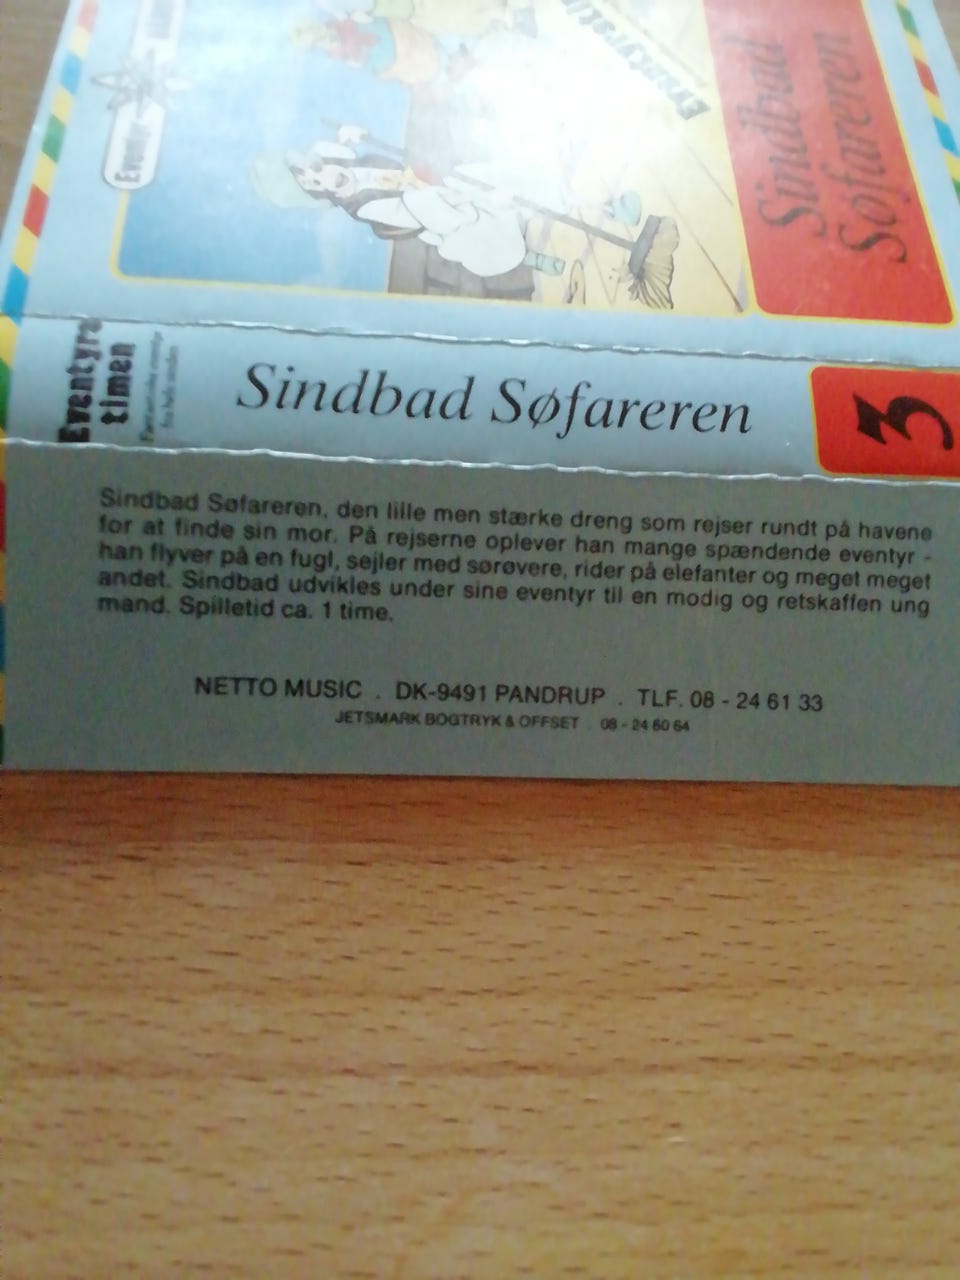 Eventyr
Sindbad
Søfareren
Eventyrs
timen
Sindbad Søfareren
3
Sindbad Søfareren, den lille men stærke dreng som rejser rundt på havene
for at finde sin mor. På rejserne oplever han mange spændende eventyr -
han flyver på en fugl, sejler med sørøvere, rider på elefanter og meget meget
andet. Sindbad udvikles under sine eventyr til en modig og retskaffen ung
mand. Spilletid ca. 1 time.
NETTO MUSIC . DK-9491 PANDRUP . TLF. 08 - 24 61 33
JETSMARK BOGTRYK & OFFSET . 08 - 24 60 64